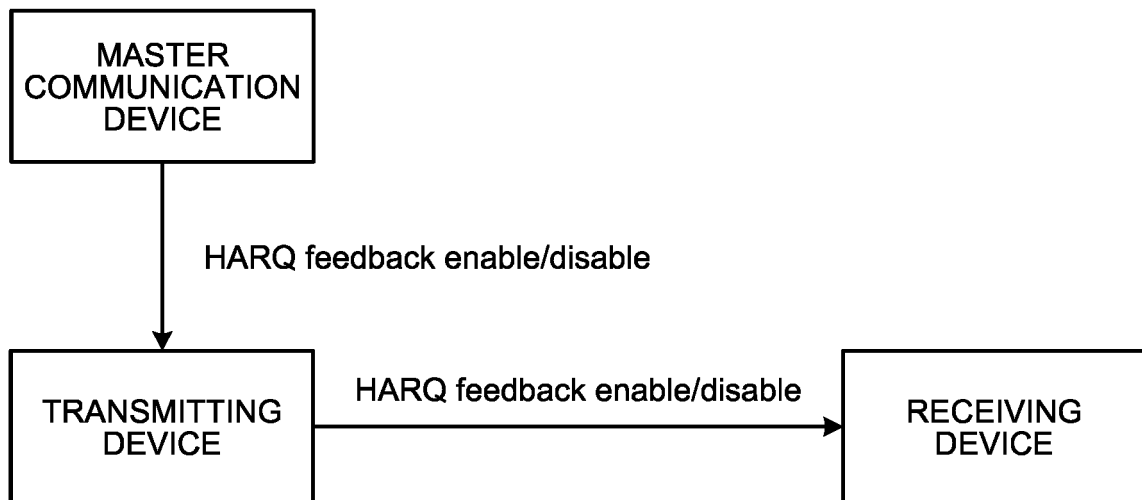 MASTER
COMMUNICATION
DEVICE
HARQ feedback enable/disable
TRANSMITTING
DEVICE
HARQ feedback enable/disable
RECEIVING
DEVICE